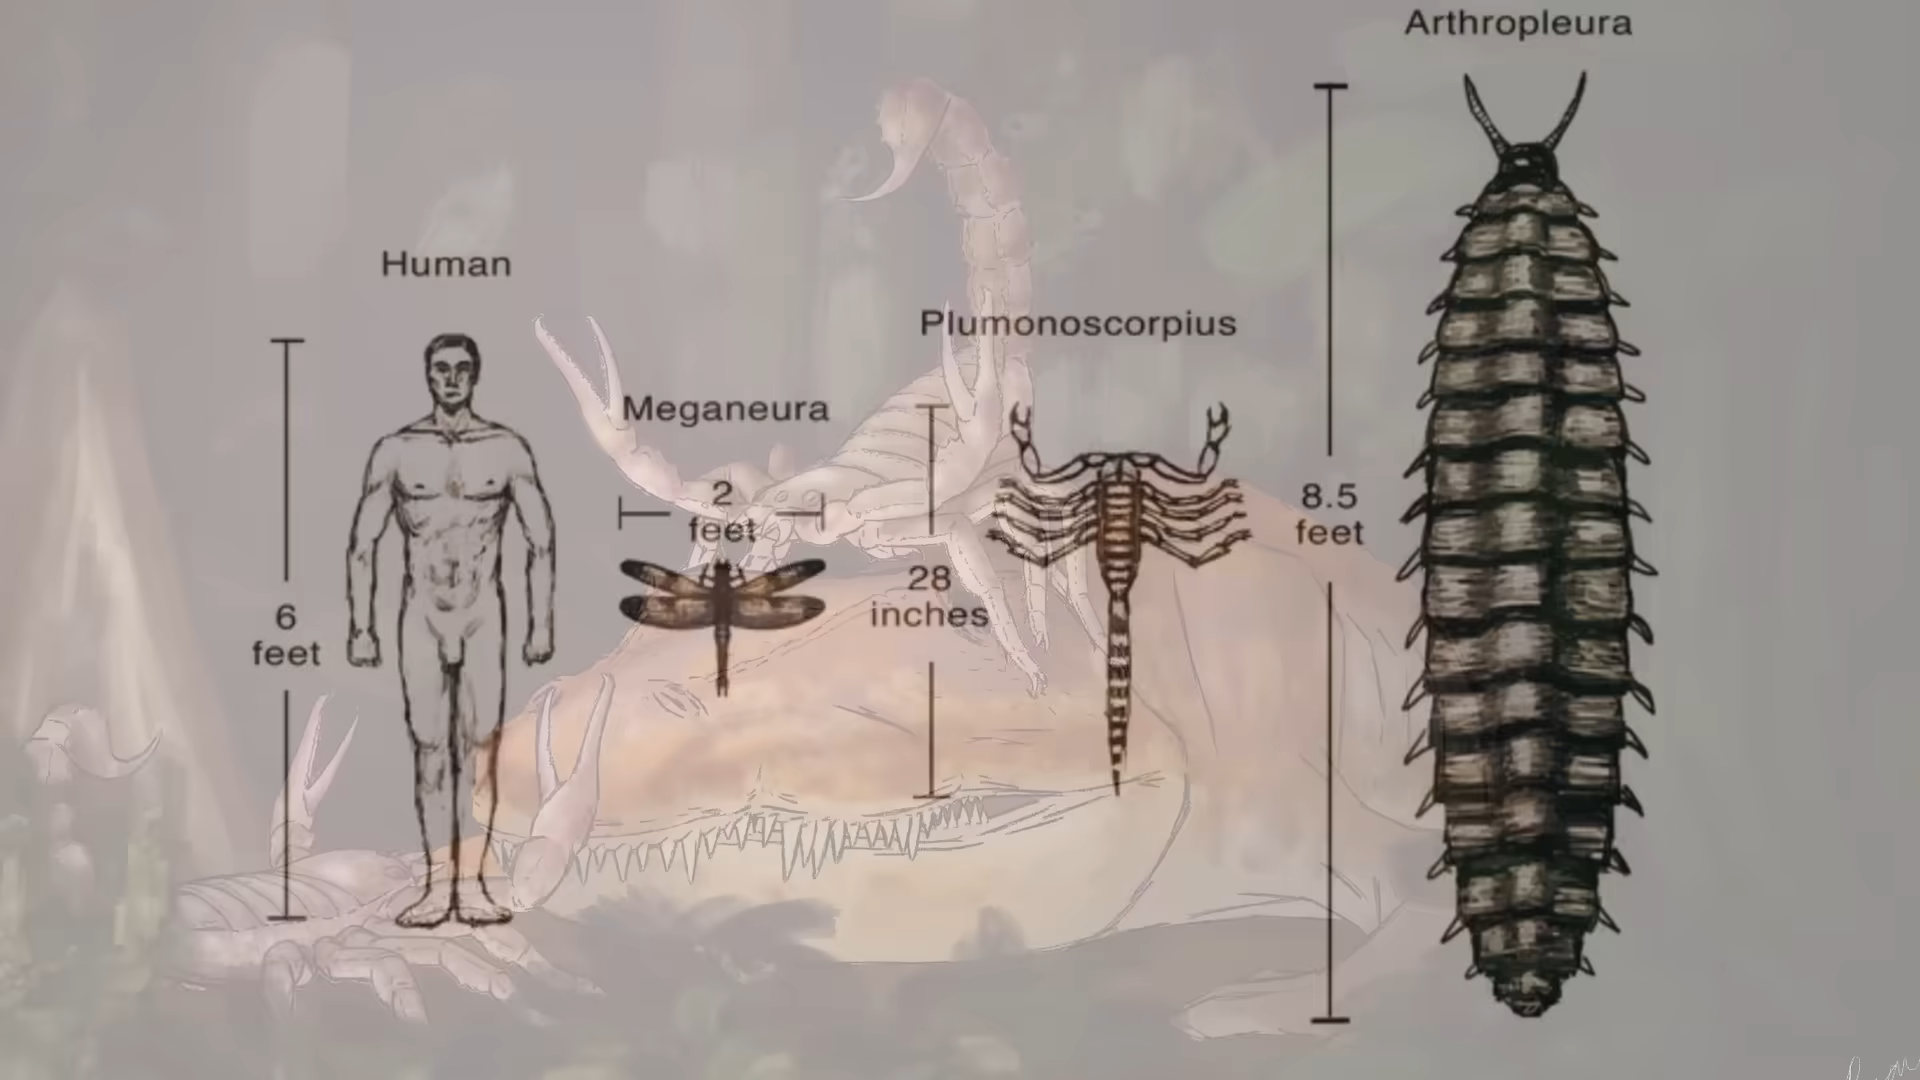 Arthropleura
Human
Plumonoscorpius
Meganeura
2
feet
8.5
feet
28
inches
6
feet